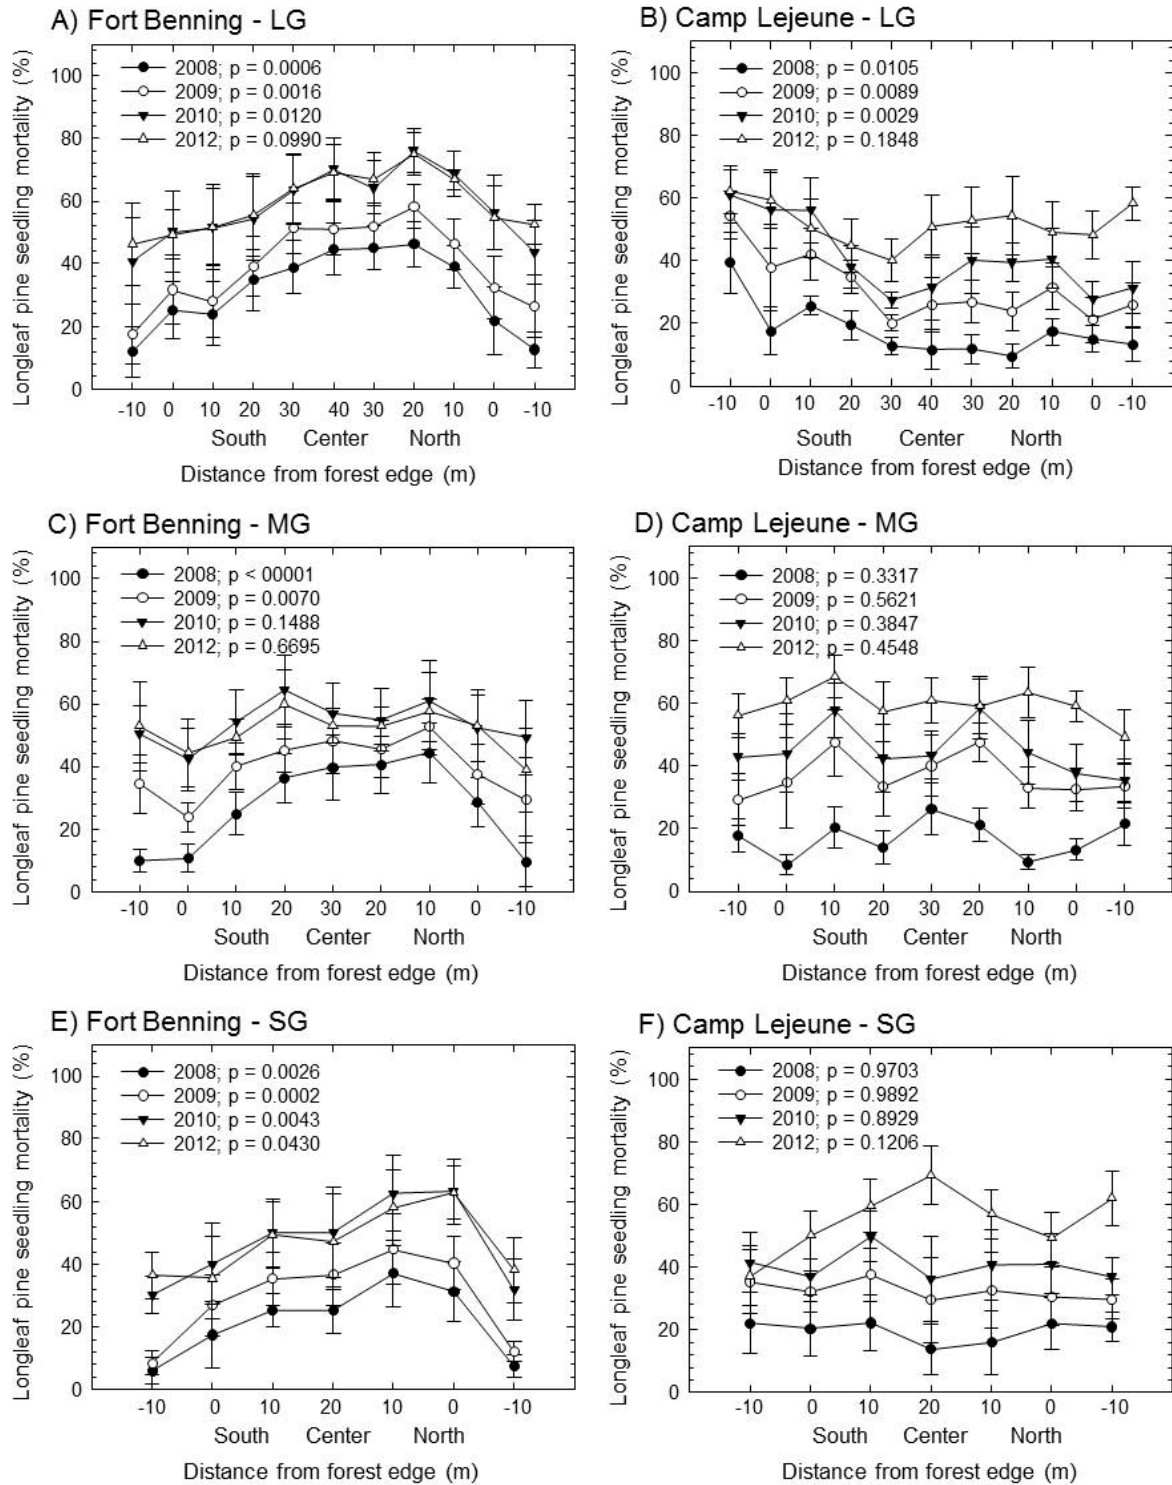 A) Fort Benning - LG
Longleaf pine seedling mortality (%)
100
80
60
40
20
0
2008; p = 0.0006
2009; p = 0.0016
2010; p = 0.0120
2012; p = 0.0990
-10 0 10 20 30 40 30 20 10 0 -10
South Center North
Distance from forest edge (m)
B) Camp Lejeune - LG
Longleaf pine seedling mortality (%)
100
80
60
40
20
0
2008; p = 0.0105
2009; p = 0.0089
2010; p = 0.0029
2012; p = 0.1848
-10 0 10 20 30 40 30 20 10 0 -10
South Center North
Distance from forest edge (m)
C) Fort Benning - MG
Longleaf pine seedling mortality (%)
100
80
60
40
20
0
2008; p < 00001
2009; p = 0.0070
2010; p = 0.1488
2012; p = 0.6695
-10 0 10 20 30 20 10 0 -10
South Center North
Distance from forest edge (m)
D) Camp Lejeune - MG
Longleaf pine seedling mortality (%)
100
80
60
40
20
0
2008; p = 0.3317
2009; p = 0.5621
2010; p = 0.3847
2012; p = 0.4548
-10 0 10 20 30 20 10 0 -10
South Center North
Distance from forest edge (m)
E) Fort Benning - SG
Longleaf pine seedling mortality (%)
100
80
60
40
20
0
2008; p = 0.0026
2009; p = 0.0002
2010; p = 0.0043
2012; p = 0.0430
-10 0 10 20 10 0 -10
South Center North
Distance from forest edge (m)
F) Camp Lejeune - SG
Longleaf pine seedling mortality (%)
100
80
60
40
20
0
2008; p = 0.9703
2009; p = 0.9892
2010; p = 0.8929
2012; p = 0.1206
-10 0 10 20 10 0 -10
South Center North
Distance from forest edge (m)